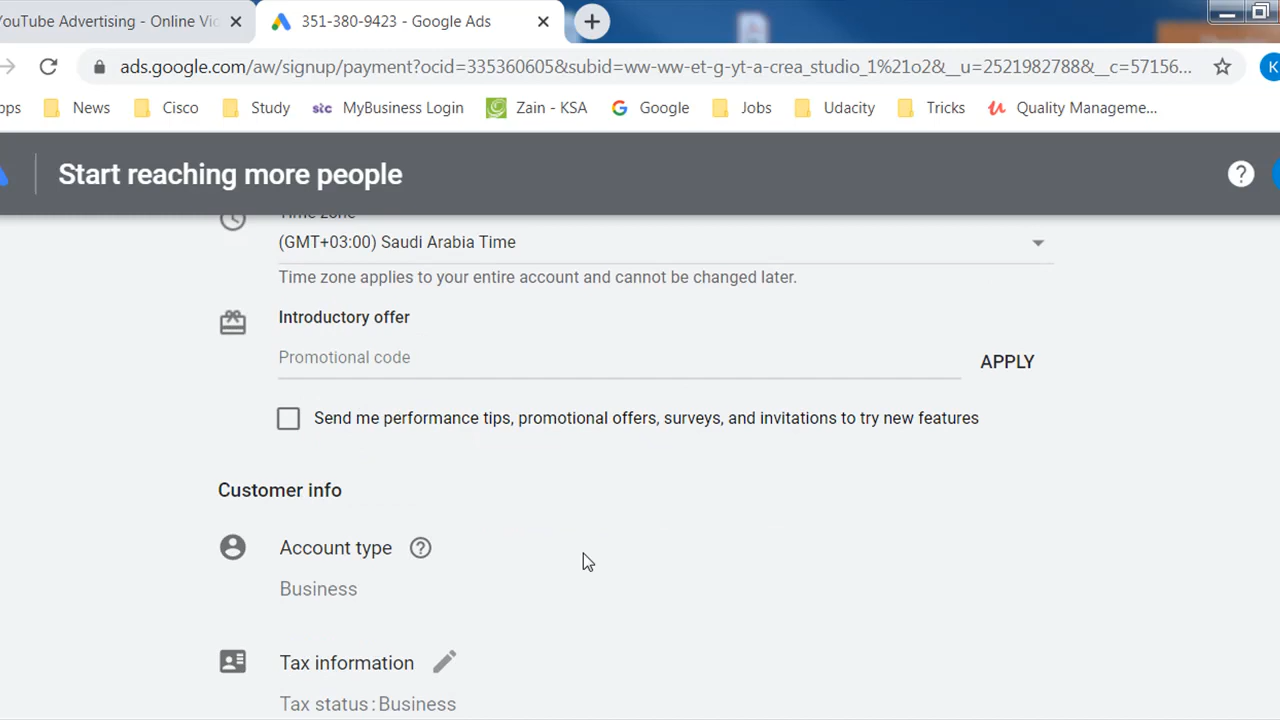 YouTube Advertising - Online Vi
351-380-9423 - Google Ads
ads.google.com/aw/signup/payment?ocid=335360605&subid=ww-ww-et-g-yt-a-crea_studio_1%21o2&__u=2521982788&__c=57156...
K
pps
News
Cisco
Study
stc MyBusiness Login
Zain - KSA
G Google
Jobs
Udacity
Tricks
Quality Manageme...
Start reaching more people
?
Time zone
(GMT+03:00) Saudi Arabia Time
Time zone applies to your entire account and cannot be changed later.
Introductory offer
Promotional code
APPLY
Send me performance tips, promotional offers, surveys, and invitations to try new features
Customer info
Account type ?
Business
Tax information
Tax status : Business